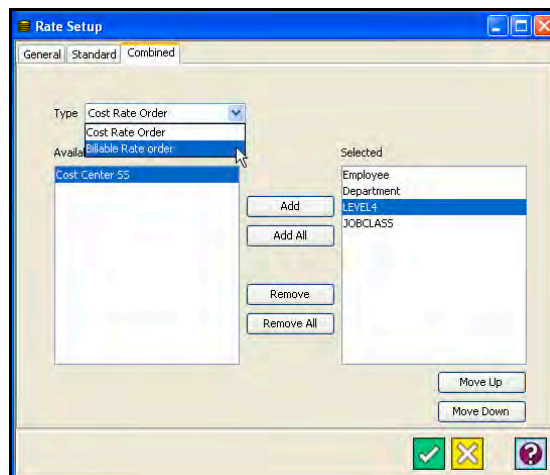 Rate Setup
General Standard Combined
Type Cost Rate Order
Cost Rate Order
Billable Rate order
Availa
Selected
Cost Center 55
Employee
Department
LEVEL4
JOBCLASS
Add
Add All
Remove
Remove All
Move Up
Move Down
?